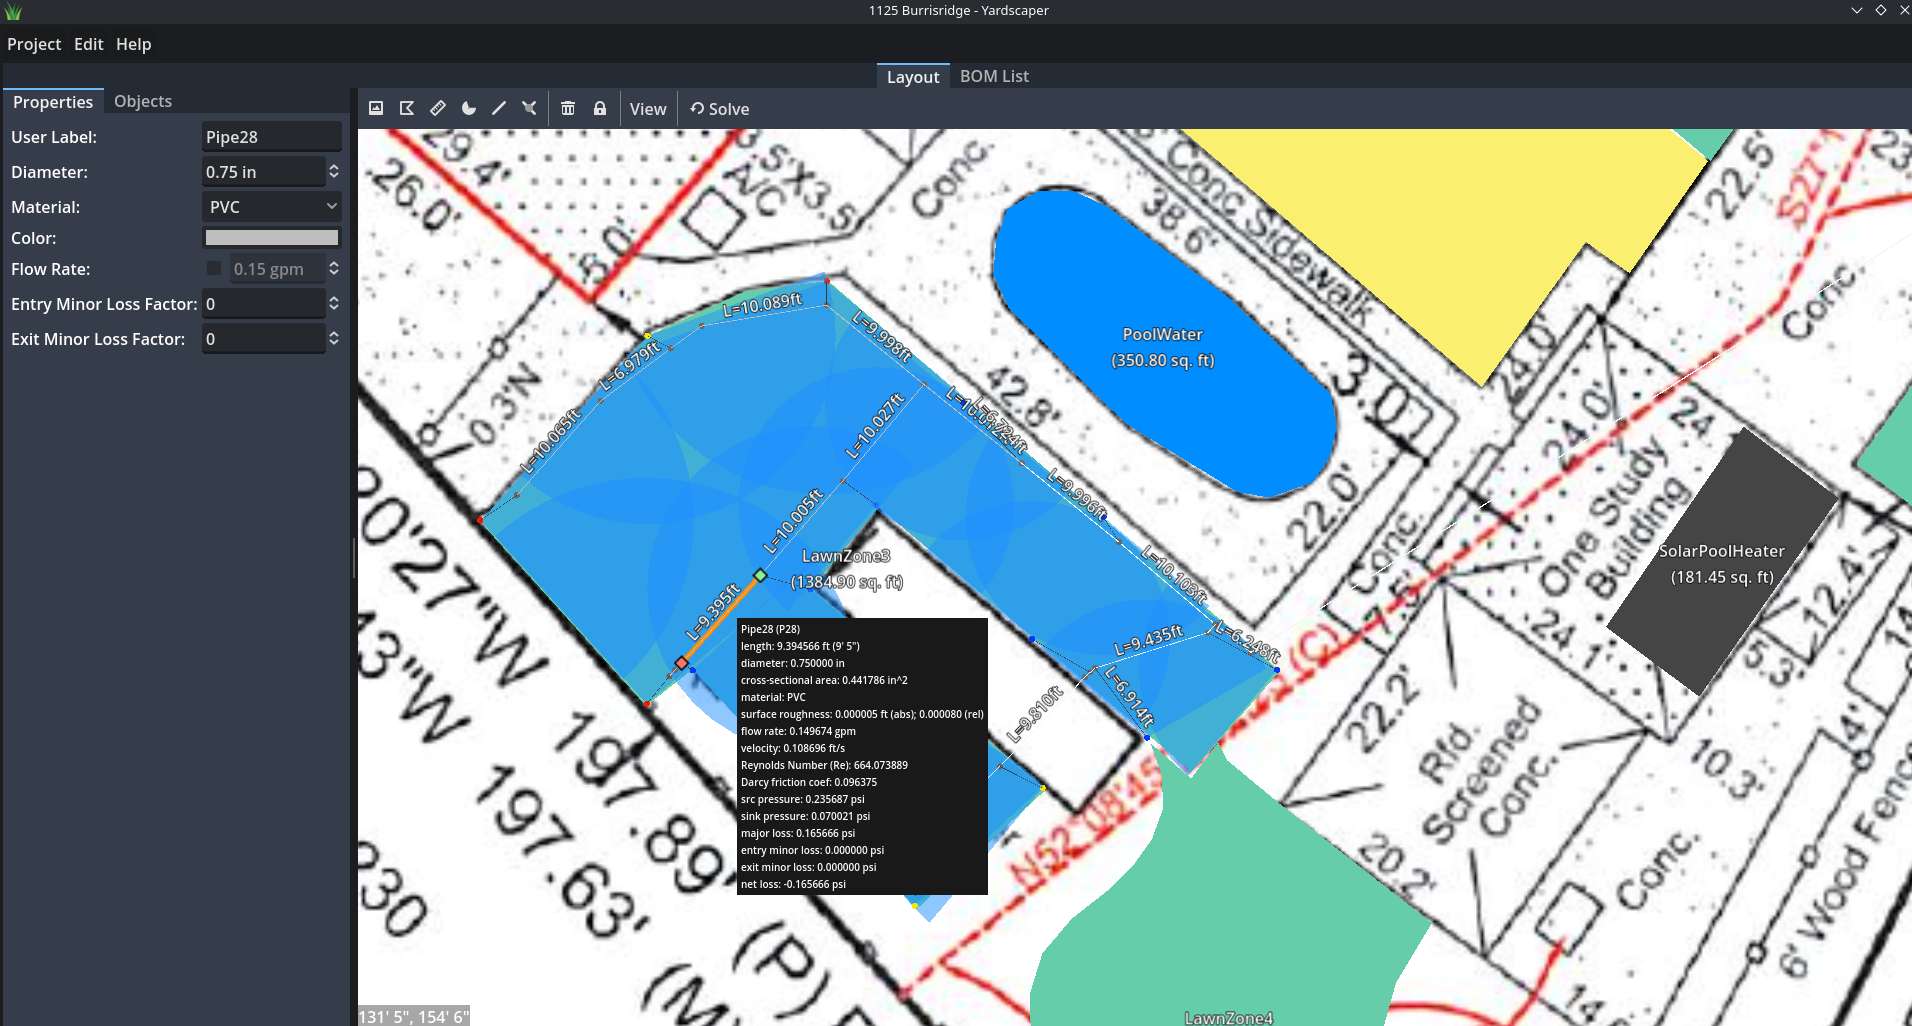 1125 Burrisridge - Yardscaper
Project Edit Help
Layout BOM List
Properties Objects
View Solve
User Label: Pipe28
Diameter: 0.75 in
Material: PVC
Color:
Flow Rate: 0.15 gpm
Entry Minor Loss Factor: 0
Exit Minor Loss Factor: 0
29.4'
26.0'
5.0'
3.5'X3.5'
A/C
Conc.
Conc Sidewalk
38.6'
22.5'
S27°1
23.
PoolWater
(350.80 sq. ft)
42.8'
3.0'
24.0'
Conc.
22.0'
24.0'
24.
0.3'N
L=10.089ft
L=6.979ft
L=10.065ft
L=9.998ft
L=10.027ft
L=10.005ft
L=9.996ft
L=10.103ft
L=9.435ft
L=6.248ft
L=6.914ft
L=9.810ft
L=9.395ft
LawnZone3
(1384.90 sq. ft)
Conc.
One Study
Building
24.1'
SolarPoolHeater
(181.45 sq. ft)
12.4'
5.3'
7.5'
(C)
22.2'
Rfd.
Screened
Conc.
10.3'
14'
20.2'
Conc.
6' Wood Fence
14.
N52°08'45
20'27"W
43"W
197.89'
197.63'
230
(P)
(M)
Pipe28 (P28)
length: 9.394566 ft (9' 5")
diameter: 0.750000 in
cross-sectional area: 0.441786 in^2
material: PVC
surface roughness: 0.000005 ft (abs); 0.000080 (rel)
flow rate: 0.149674 gpm
velocity: 0.108696 ft/s
Reynolds Number (Re): 664.073889
Darcy friction coef: 0.096375
src pressure: 0.235687 psi
sink pressure: 0.070021 psi
major loss: 0.165666 psi
entry minor loss: 0.000000 psi
exit minor loss: 0.000000 psi
net loss: -0.165666 psi
LawnZone4
131' 5", 154' 6"